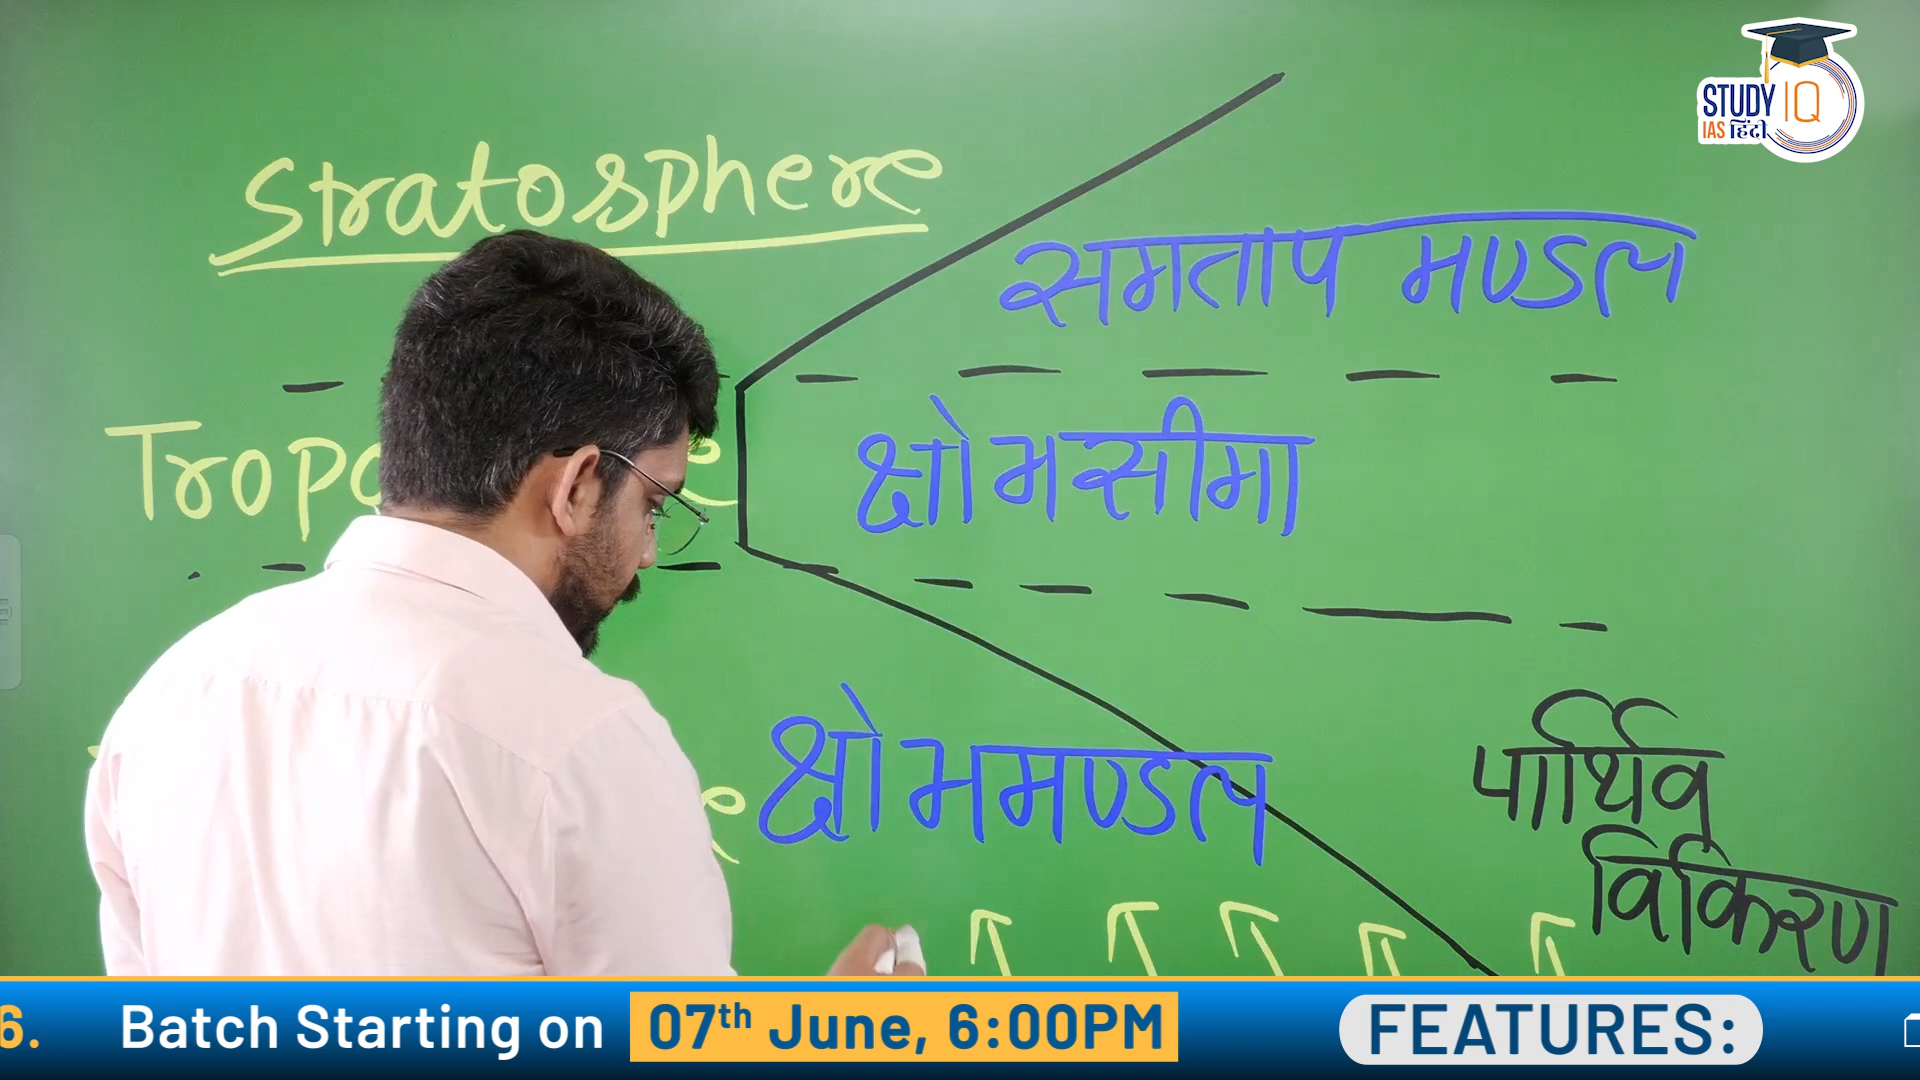 STUDY IQ
IAS हिंदी
Stratosphere
समताप मण्डल
क्षोभसीमा
क्षोभमण्डल
पार्थिव
विकिरण
6. Batch Starting on 07th June, 6:00PM FEATURES: